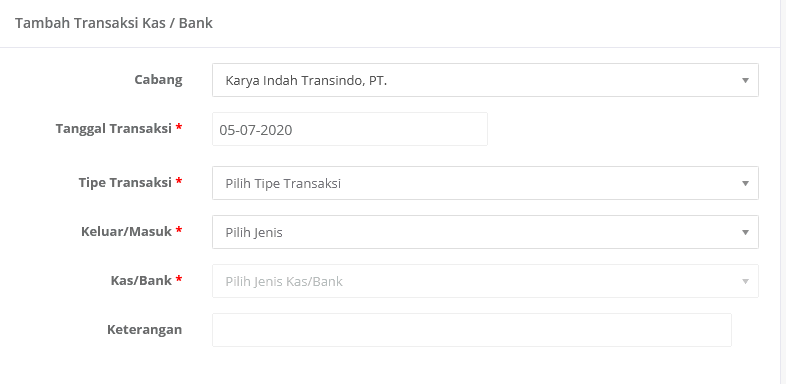 Tambah Transaksi Kas / Bank
Cabang Karya Indah Transindo, PT.
Tanggal Transaksi * 05-07-2020
Tipe Transaksi * Pilih Tipe Transaksi
Keluar/Masuk * Pilih Jenis
Kas/Bank * Pilih Jenis Kas/Bank
Keterangan